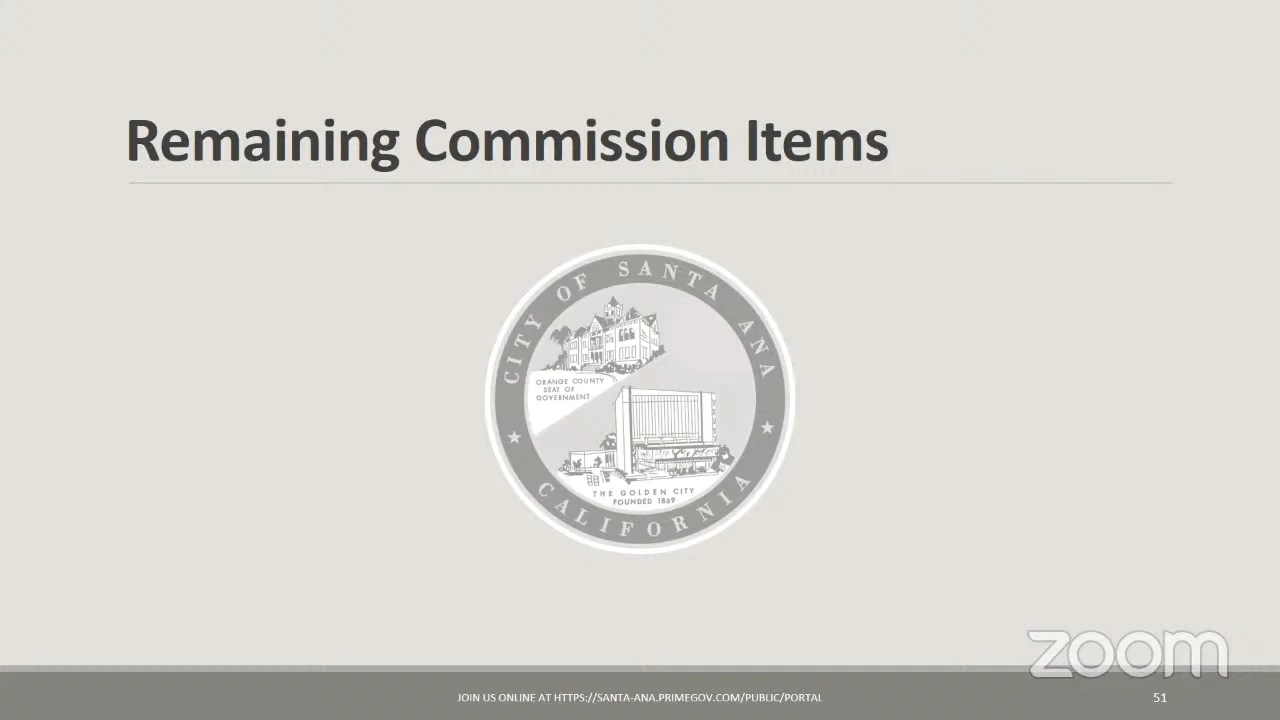 Remaining Commission Items
CITY OF SANTA ANA
ORANGE COUNTY
SEAT OF
GOVERNMENT
THE GOLDEN CITY
FOUNDED 1869
CALIFORNIA
zoom
JOIN US ONLINE AT HTTPS://SANTA-ANA.PRIMEGOV.COM/PUBLIC/PORTAL
51